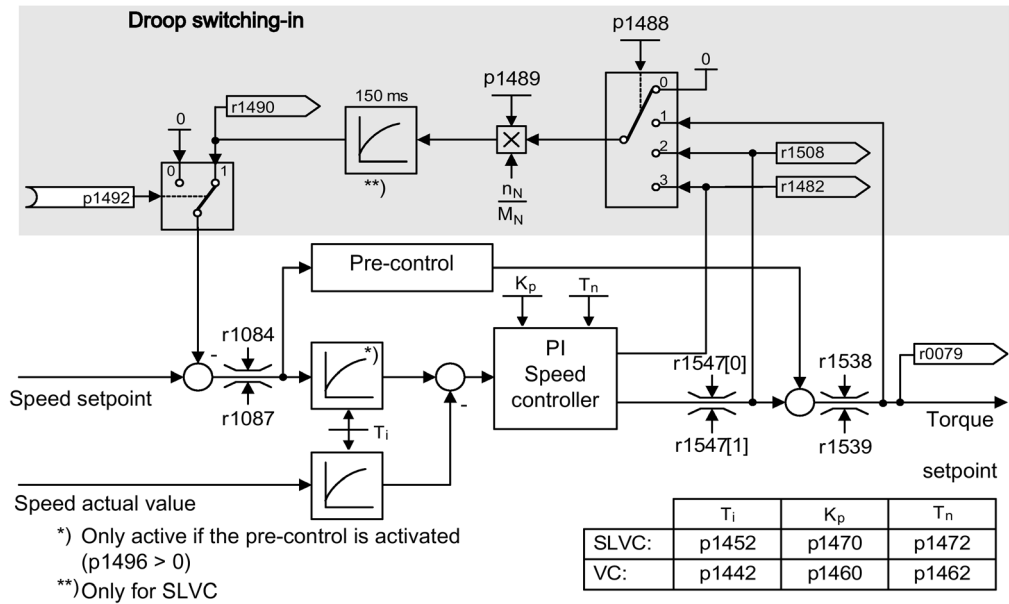 Droop switching-in
p1488
0
p1489
0
150 ms
r1490
1
0
X
2
r1508
0
1
3
r1482
p1492
**)
nN
MN
Pre-control
Kp
Tn
-
r1084
*)
PI
Speed
controller
r1547[0]
r1538
r0079
Speed setpoint
r1087
-
Ti
r1547[1]
r1539
Torque
setpoint
Speed actual value
*) Only active if the pre-control is activated
(p1496 > 0)
**) Only for SLVC
Ti Kp Tn
SLVC: p1452 p1470 p1472
VC: p1442 p1460 p1462